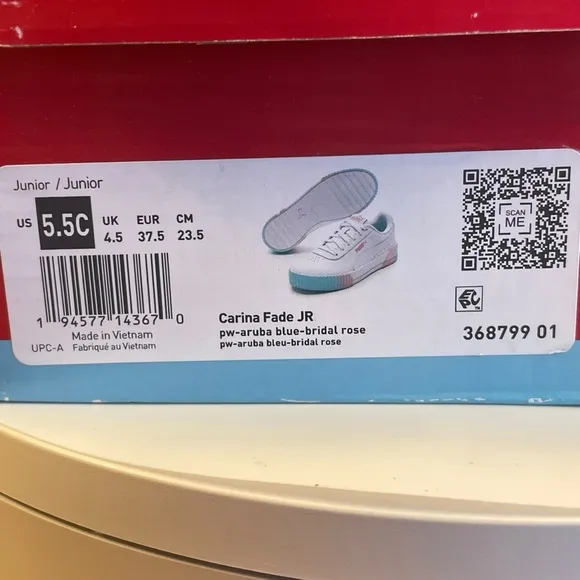 Junior / Junior
US 5.5C UK 4.5 EUR 37.5 CM 23.5
1 94577 14367 0
Made in Vietnam
UPC-A Fabriqué au Vietnam
Carina Fade JR
pw-aruba blue-bridal rose
pw-aruba bleu-bridal rose
SCAN
ME
368799 01